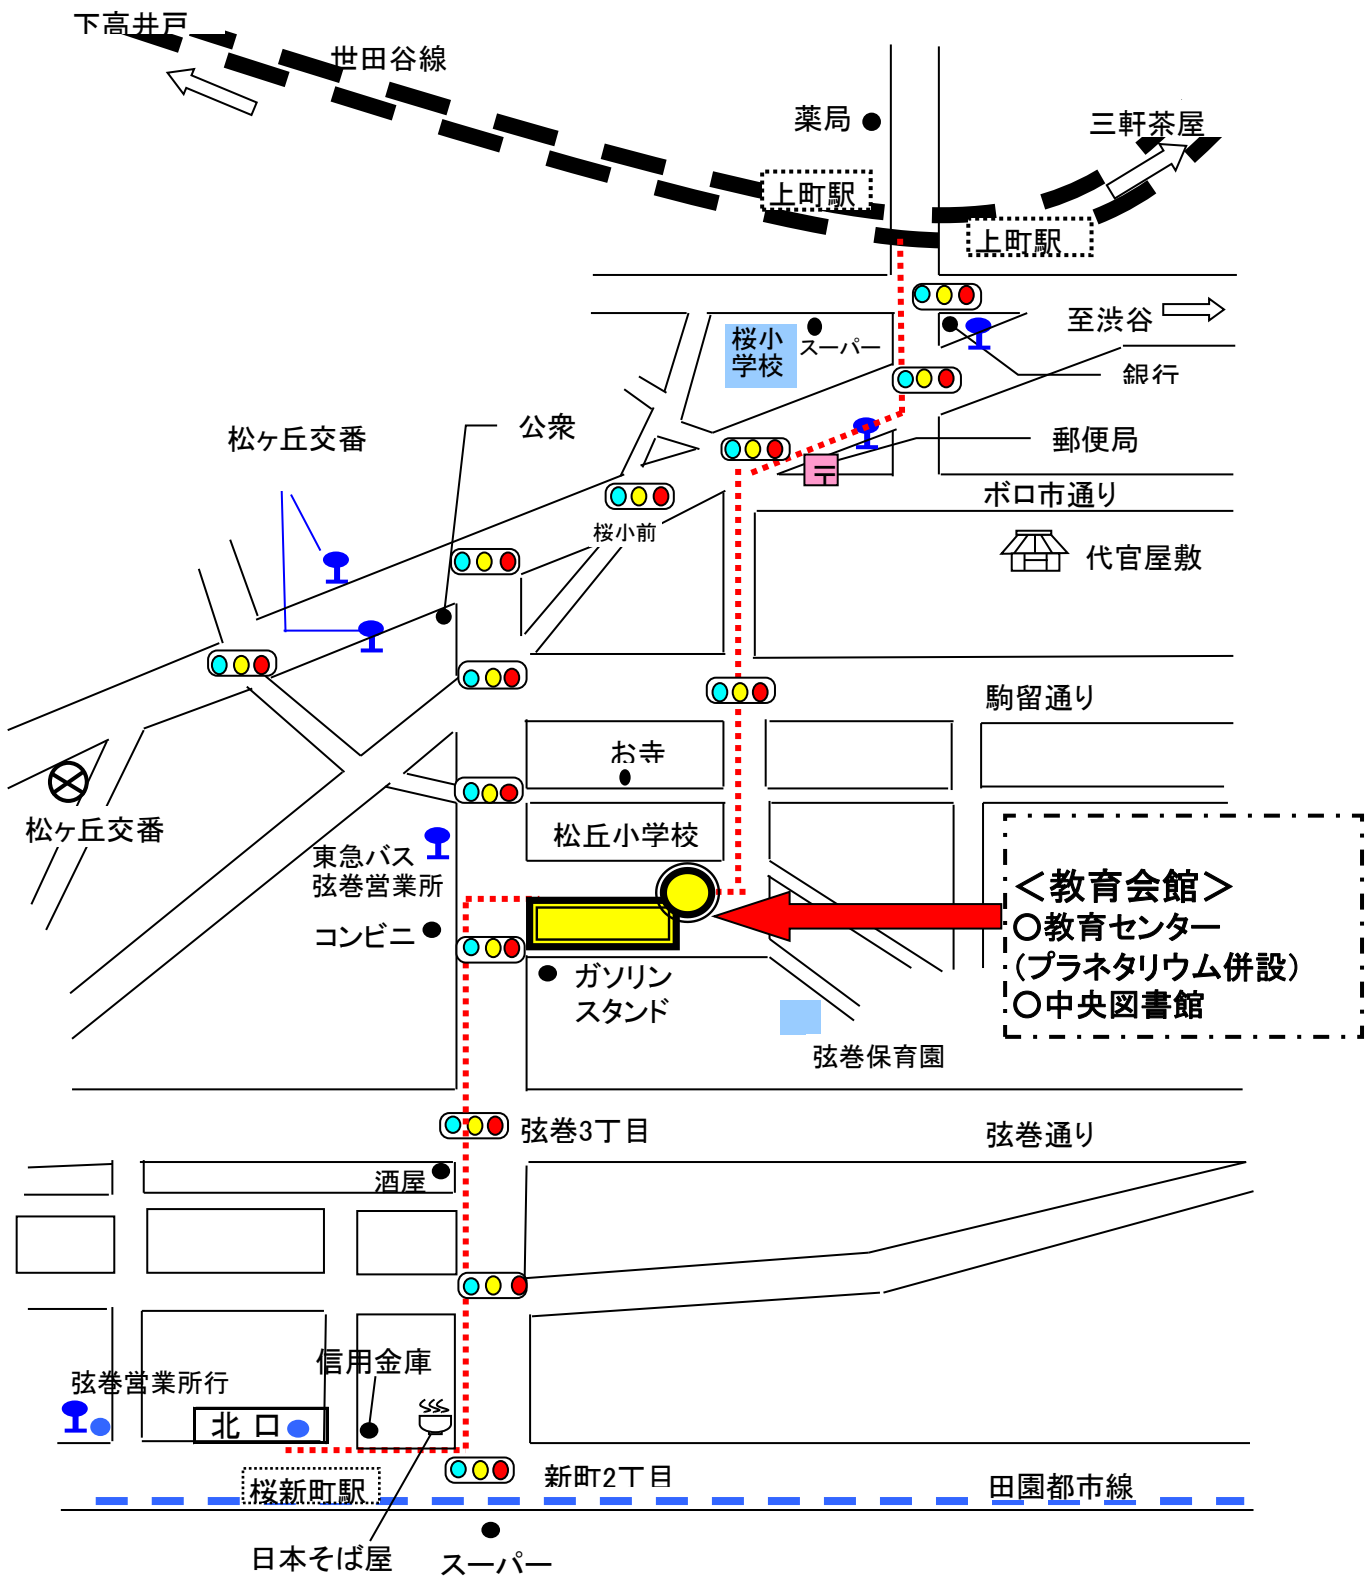 下高井戸
世田谷線
薬局
三軒茶屋
上町駅
上町駅
至渋谷
桜小
学校
スーパー
銀行
公衆
松ヶ丘交番
郵便局
ボロ市通り
桜小前
代官屋敷
駒留通り
お寺
松ヶ丘交番
松丘小学校
東急バス
弦巻営業所
コンビニ
<教育会館>
○教育センター
(プラネタリウム併設)
○中央図書館
ガソリン
スタンド
弦巻保育園
弦巻3丁目
弦巻通り
酒屋
信用金庫
弦巻営業所行
北口
桜新町駅
新町2丁目
田園都市線
日本そば屋
スーパー